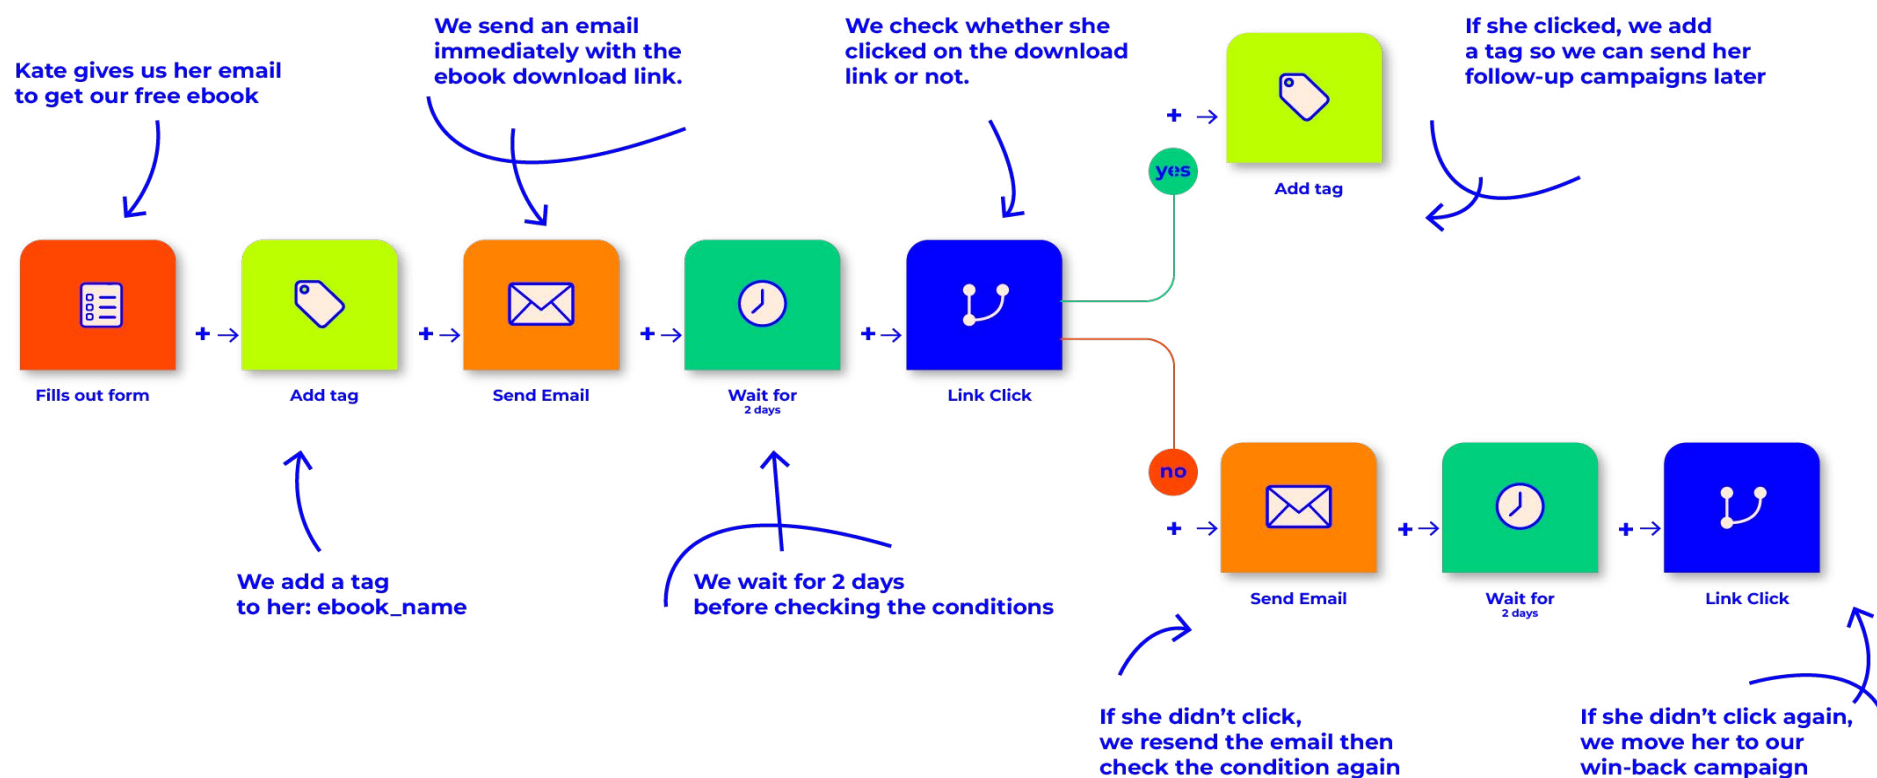 Kate gives us her email
to get our free ebook
We send an email
immediately with the
ebook download link.
We check whether she
clicked on the download
link or not.
If she clicked, we add
a tag so we can send her
follow-up campaigns later
+
yes
Add tag
+
+
+
+
Fills out form
Add tag
Send Email
Wait for
2 days
Link Click
We add a tag
to her: ebook_name
We wait for 2 days
before checking the conditions
no
+
+
+
Send Email
Wait for
2 days
Link Click
If she didn’t click,
we resend the email then
check the condition again
If she didn’t click again,
we move her to our
win-back campaign